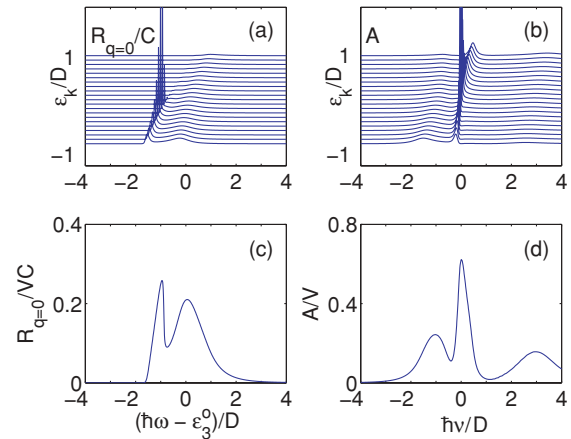 R_{q=0}/C (a) A (b)
1 1
ε_k/D ε_k/D
−1 −1
−4 −2 0 2 4 −4 −2 0 2 4
0.4 (c) 0.8 (d)
R_{q=0}/VC 0.2 A/V 0.4
0 0
−4 −2 0 2 4 −4 −2 0 2 4
(ħω − ε_3^o)/D ħν/D